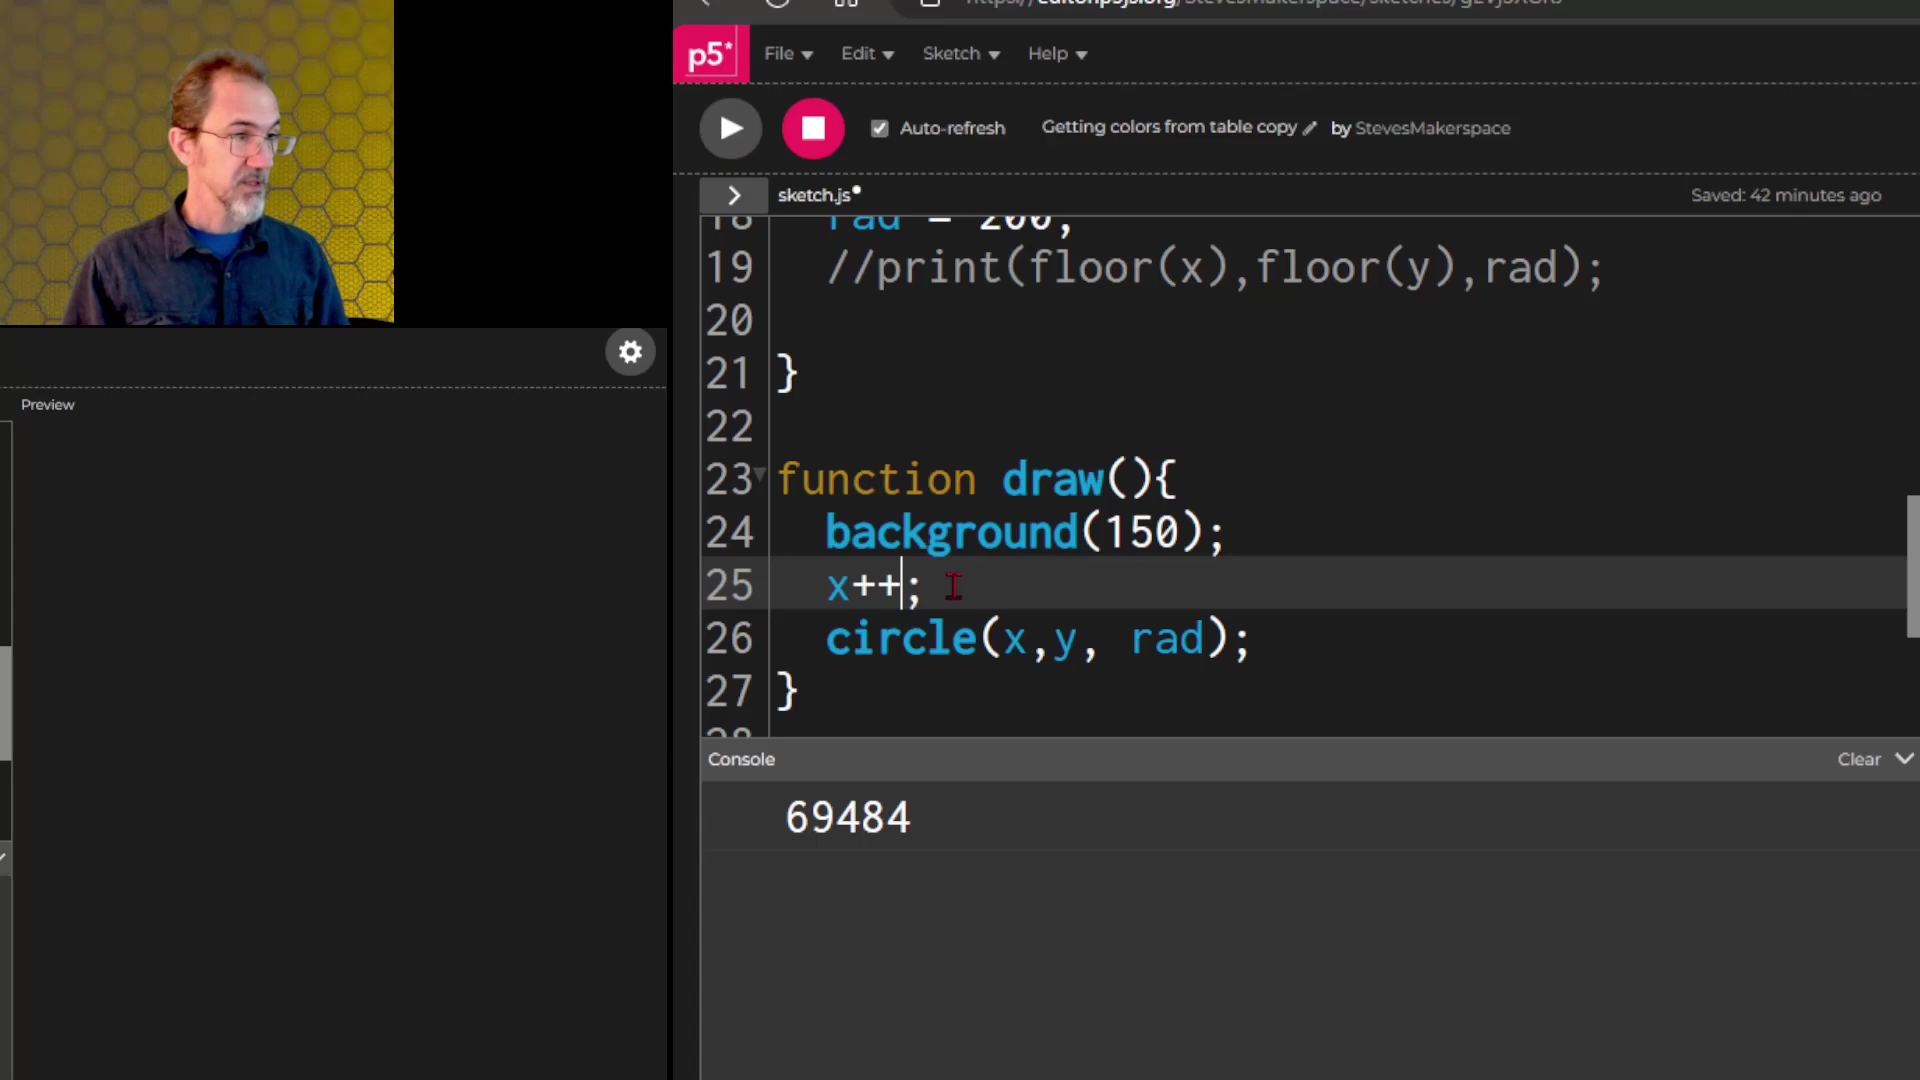 p5* File Edit Sketch Help
Auto-refresh Getting colors from table copy by StevesMakerspace
sketch.js• Saved: 42 minutes ago
18 rad = 200;
19 //print(floor(x),floor(y),rad);
20
21 }
22
23 function draw(){
24 background(150);
25 x++;
26 circle(x,y, rad);
27 }
28
Console Clear
69484
Preview